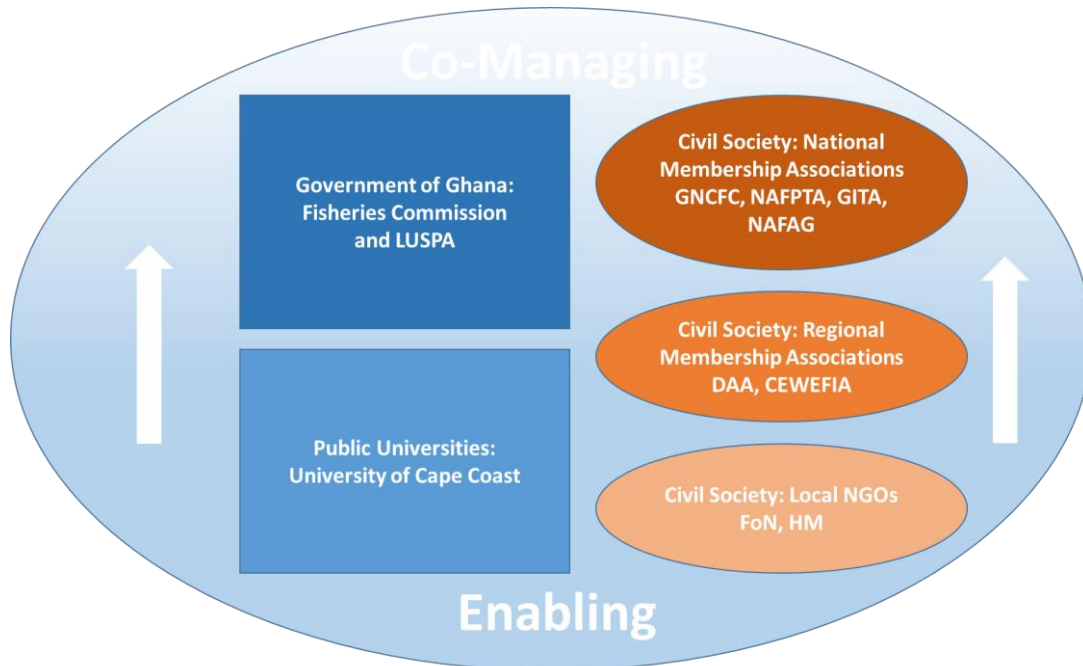 Co-Managing
Government of Ghana:
Fisheries Commission
and LUSPA
Civil Society: National
Membership Associations
GNCFC, NAFPTA, GITA,
NAFAG
Civil Society: Regional
Membership Associations
DAA, CEWEFIA
Public Universities:
University of Cape Coast
Civil Society: Local NGOs
FoN, HM
Enabling